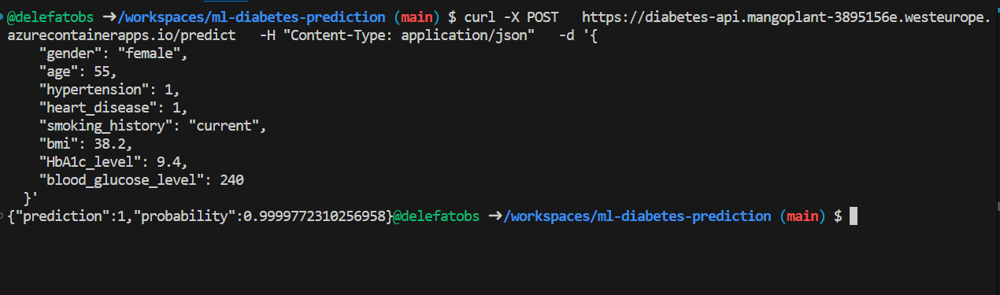 @delefatobs ➜/workspaces/ml-diabetes-prediction (main) $ curl -X POST   https://diabetes-api.mangoplant-3895156e.westeurope.
azurecontainerapps.io/predict   -H "Content-Type: application/json"   -d '{
    "gender": "female",
    "age": 55,
    "hypertension": 1,
    "heart_disease": 1,
    "smoking_history": "current",
    "bmi": 38.2,
    "HbA1c_level": 9.4,
    "blood_glucose_level": 240
  }'
{"prediction":1,"probability":0.9999772310256958}@delefatobs ➜/workspaces/ml-diabetes-prediction (main) $